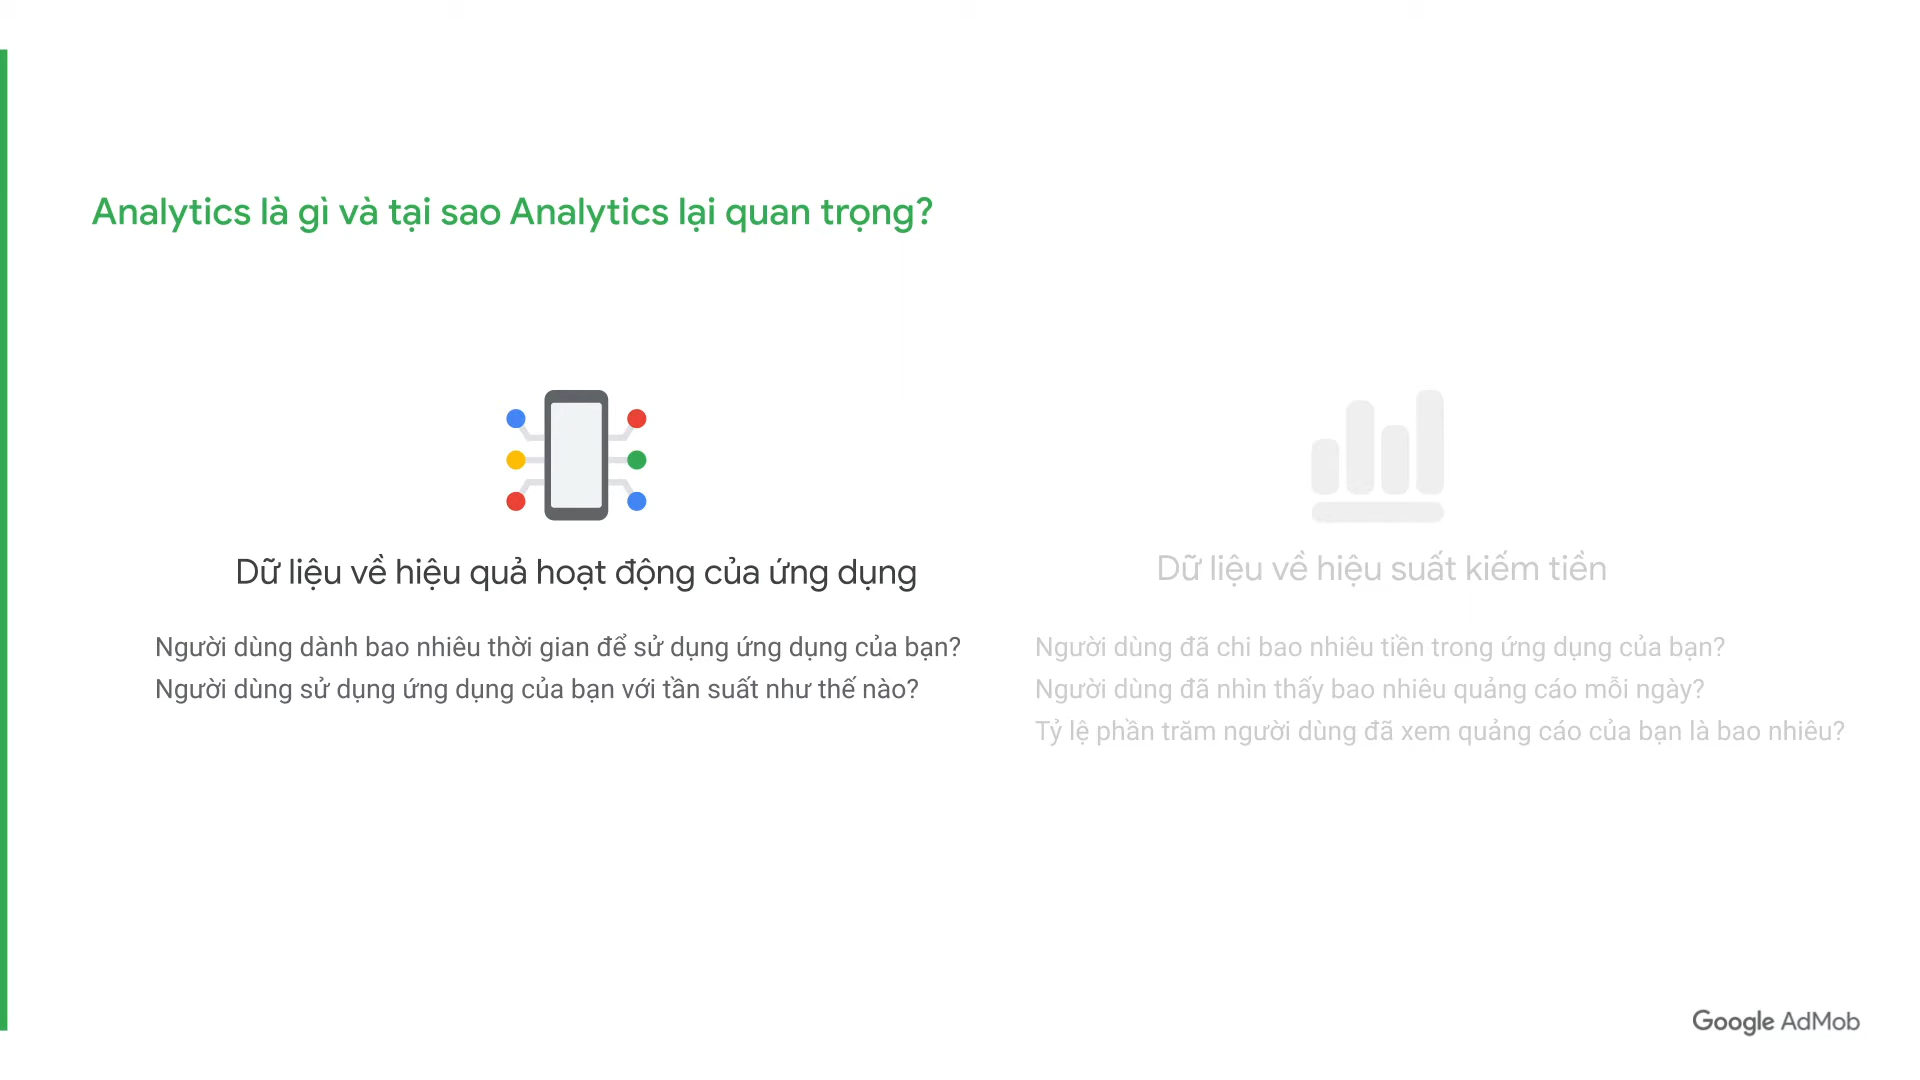 Analytics là gì và tại sao Analytics lại quan trọng?
Dữ liệu về hiệu quả hoạt động của ứng dụng
Người dùng dành bao nhiêu thời gian để sử dụng ứng dụng của bạn?
Người dùng sử dụng ứng dụng của bạn với tần suất như thế nào?
Dữ liệu về hiệu suất kiếm tiền
Người dùng đã chi bao nhiêu tiền trong ứng dụng của bạn?
Người dùng đã nhìn thấy bao nhiêu quảng cáo mỗi ngày?
Tỷ lệ phần trăm người dùng đã xem quảng cáo của bạn là bao nhiêu?
Google AdMob